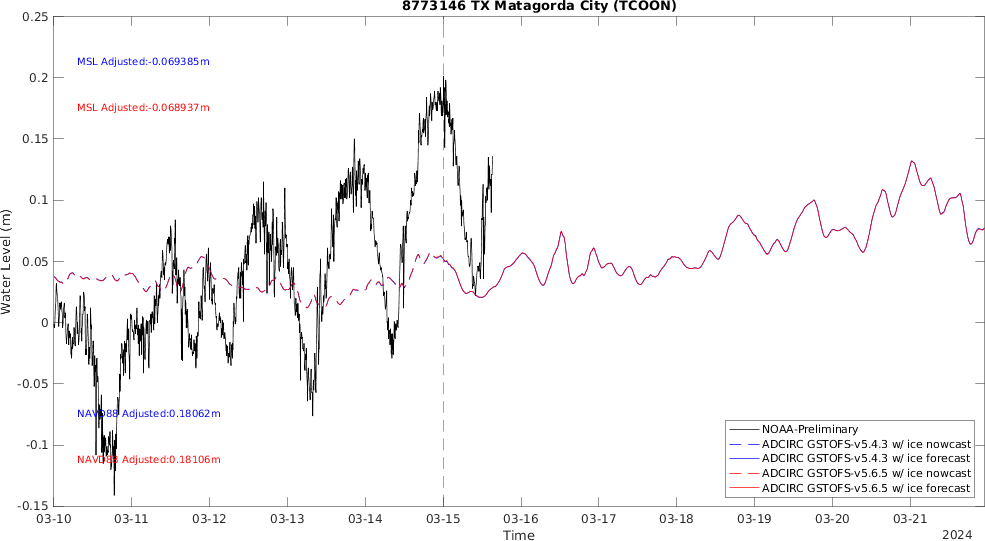 8773146 TX Matagorda City (TCOON)
0.25
0.2
0.15
0.1
0.05
0
-0.05
-0.1
-0.15
Water Level (m)
MSL Adjusted:-0.069385m
MSL Adjusted:-0.068937m
NAVD88 Adjusted:0.18062m
NAVD88 Adjusted:0.18106m
NOAA-Preliminary
ADCIRC GSTOFS-v5.4.3 w/ ice nowcast
ADCIRC GSTOFS-v5.4.3 w/ ice forecast
ADCIRC GSTOFS-v5.6.5 w/ ice nowcast
ADCIRC GSTOFS-v5.6.5 w/ ice forecast
03-10 03-11 03-12 03-13 03-14 03-15 03-16 03-17 03-18 03-19 03-20 03-21
Time
2024